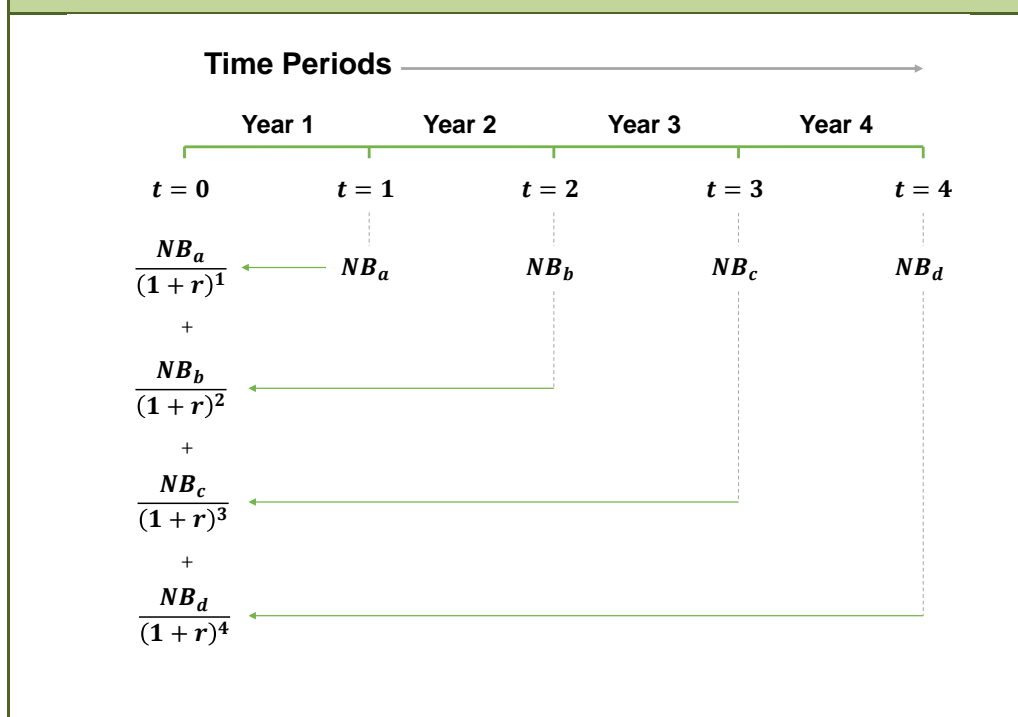 Time Periods
Year 1 Year 2 Year 3 Year 4
t = 0 t = 1 t = 2 t = 3 t = 4
NB_a/(1 + r)^1 NB_a NB_b NB_c NB_d
+
NB_b/(1 + r)^2
+
NB_c/(1 + r)^3
+
NB_d/(1 + r)^4